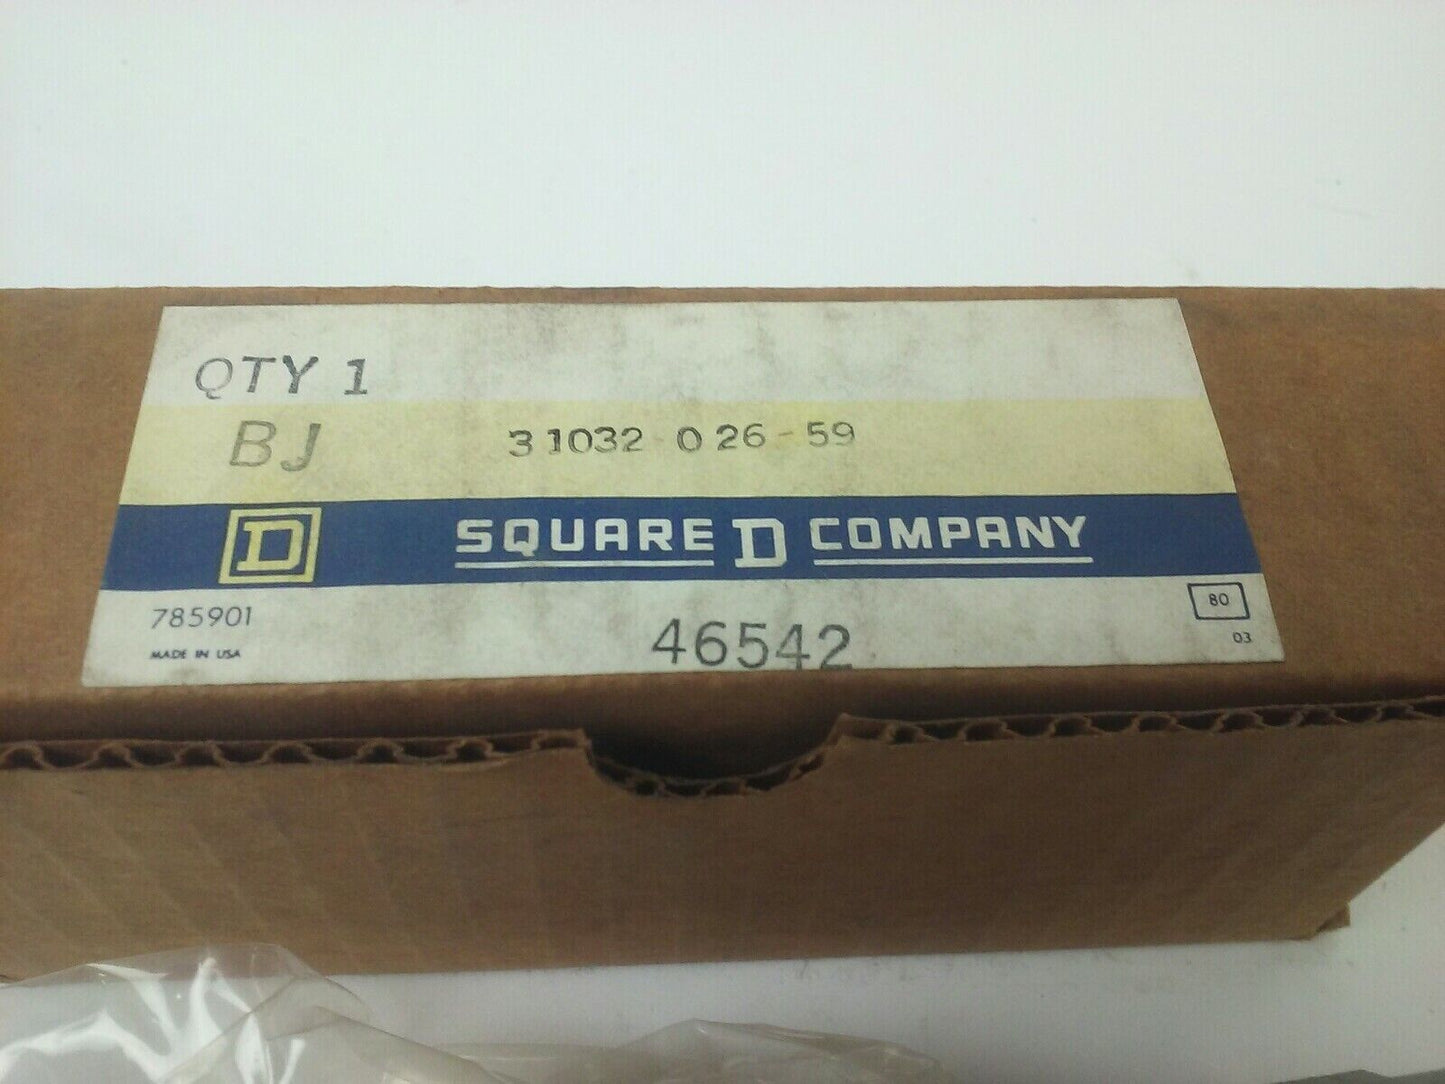 QTY 1
BJ 31032 026-59
D SQUARE D COMPANY
785901
MADE IN USA
46542
80
03